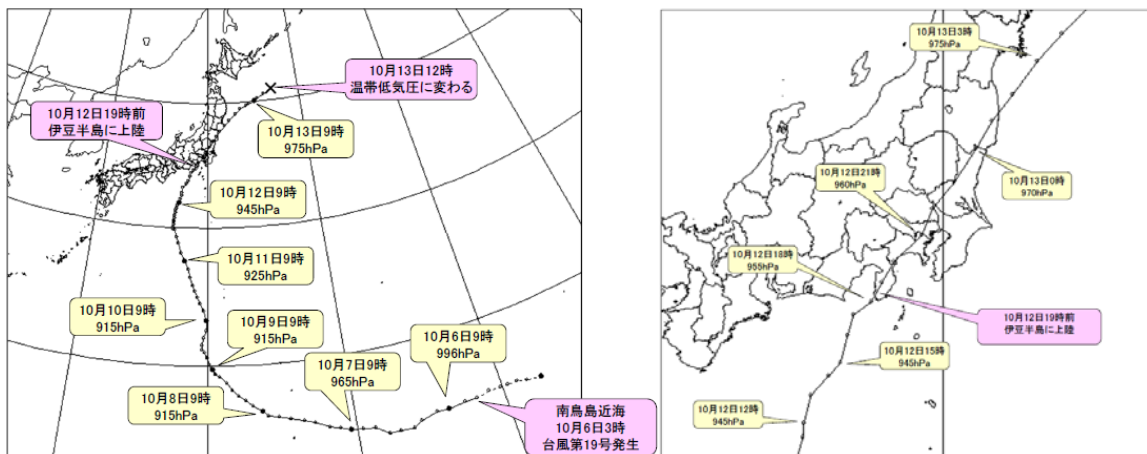 10月13日12時
温帯低気圧に変わる
10月12日19時前
伊豆半島に上陸
10月13日9時
975hPa
10月12日9時
945hPa
10月11日9時
925hPa
10月10日9時
915hPa
10月9日9時
915hPa
10月6日9時
996hPa
10月7日9時
965hPa
10月8日9時
915hPa
南鳥島近海
10月6日3時
台風第19号発生
10月13日3時
975hPa
10月12日21時
960hPa
10月13日0時
970hPa
10月12日18時
955hPa
10月12日19時前
伊豆半島に上陸
10月12日15時
945hPa
10月12日12時
945hPa